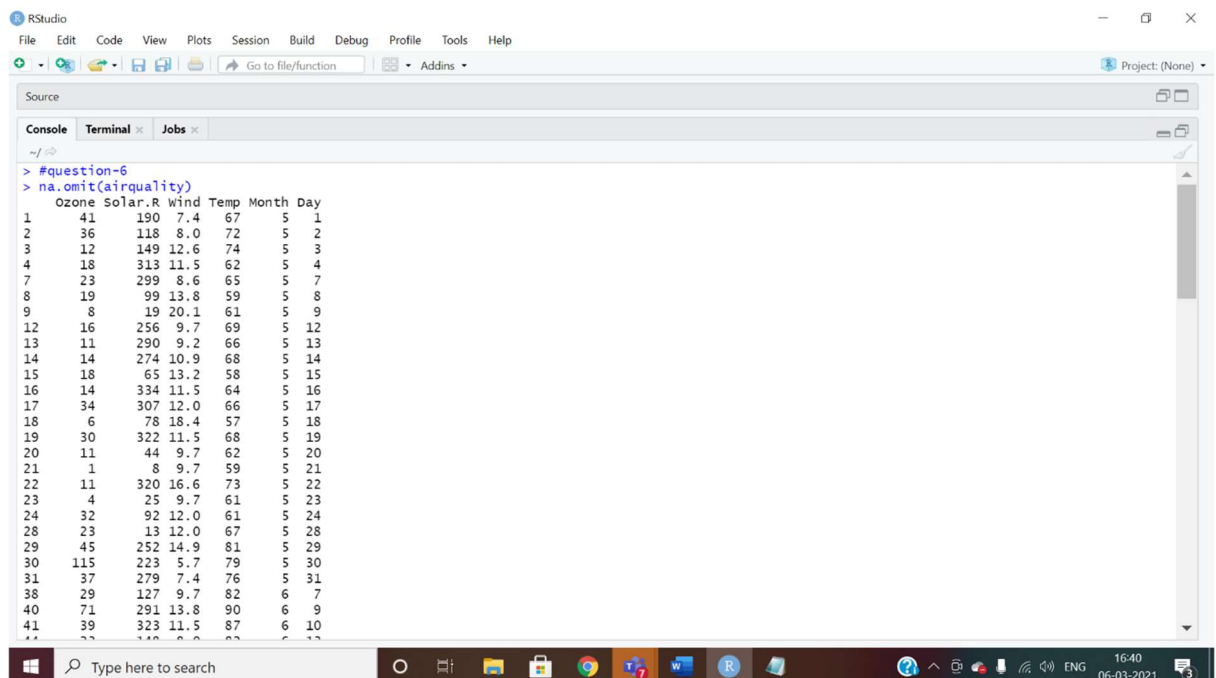 RStudio
File Edit Code View Plots Session Build Debug Profile Tools Help
Go to file/function Addins Project: (None)
Source
Console Terminal Jobs
~/
> #question-6
> na.omit(airquality)
Ozone Solar.R Wind Temp Month Day
1 41 190 7.4 67 5 1
2 36 118 8.0 72 5 2
3 12 149 12.6 74 5 3
4 18 313 11.5 62 5 4
7 23 299 8.6 65 5 7
8 19 99 13.8 59 5 8
9 8 19 20.1 61 5 9
12 16 256 9.7 69 5 12
13 11 290 9.2 66 5 13
14 14 274 10.9 68 5 14
15 18 65 13.2 58 5 15
16 14 334 11.5 64 5 16
17 34 307 12.0 66 5 17
18 6 78 18.4 57 5 18
19 30 322 11.5 68 5 19
20 11 44 9.7 62 5 20
21 1 8 9.7 59 5 21
22 11 320 16.6 73 5 22
23 4 25 9.7 61 5 23
24 32 92 12.0 61 5 24
28 23 13 12.0 67 5 28
29 45 252 14.9 81 5 29
30 115 223 5.7 79 5 30
31 37 279 7.4 76 5 31
38 29 127 9.7 82 6 7
40 71 291 13.8 90 6 9
41 39 323 11.5 87 6 10
Type here to search ENG 16:40
06-03-2021